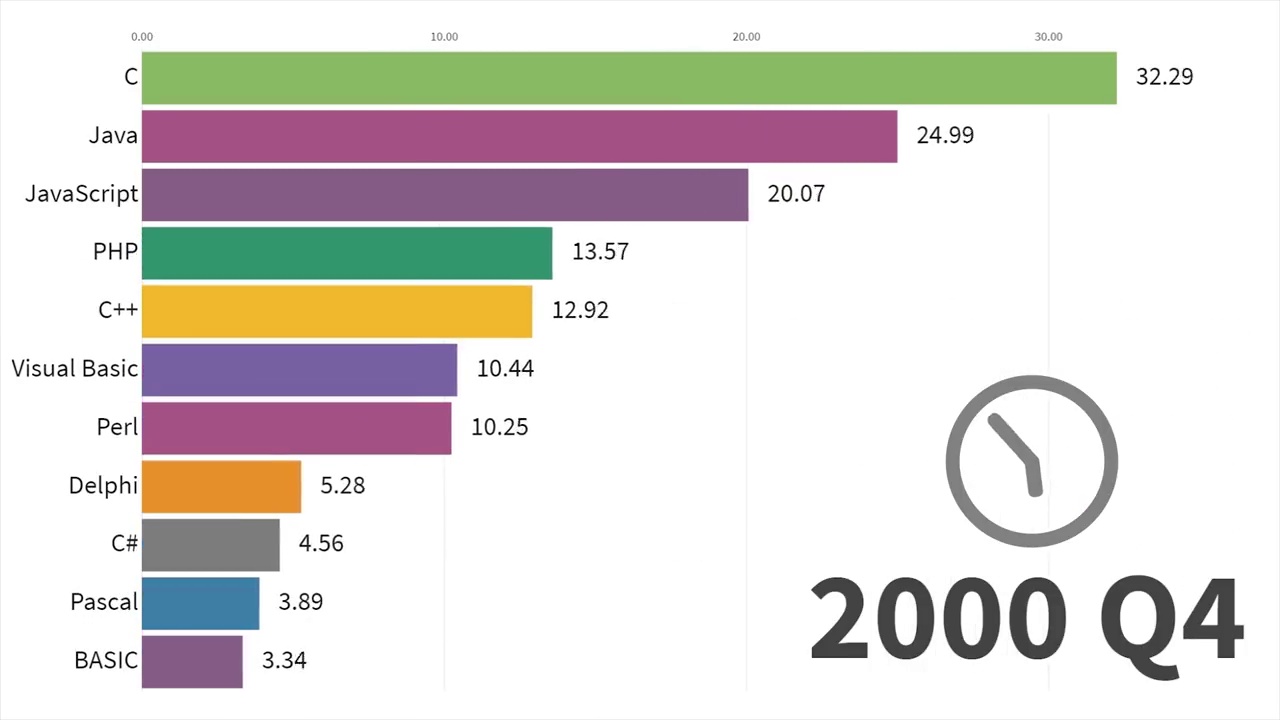 0.00 10.00 20.00 30.00
C 32.29
Java 24.99
JavaScript 20.07
PHP 13.57
C++ 12.92
Visual Basic 10.44
Perl 10.25
Delphi 5.28
C# 4.56
Pascal 3.89
BASIC 3.34
2000 Q4